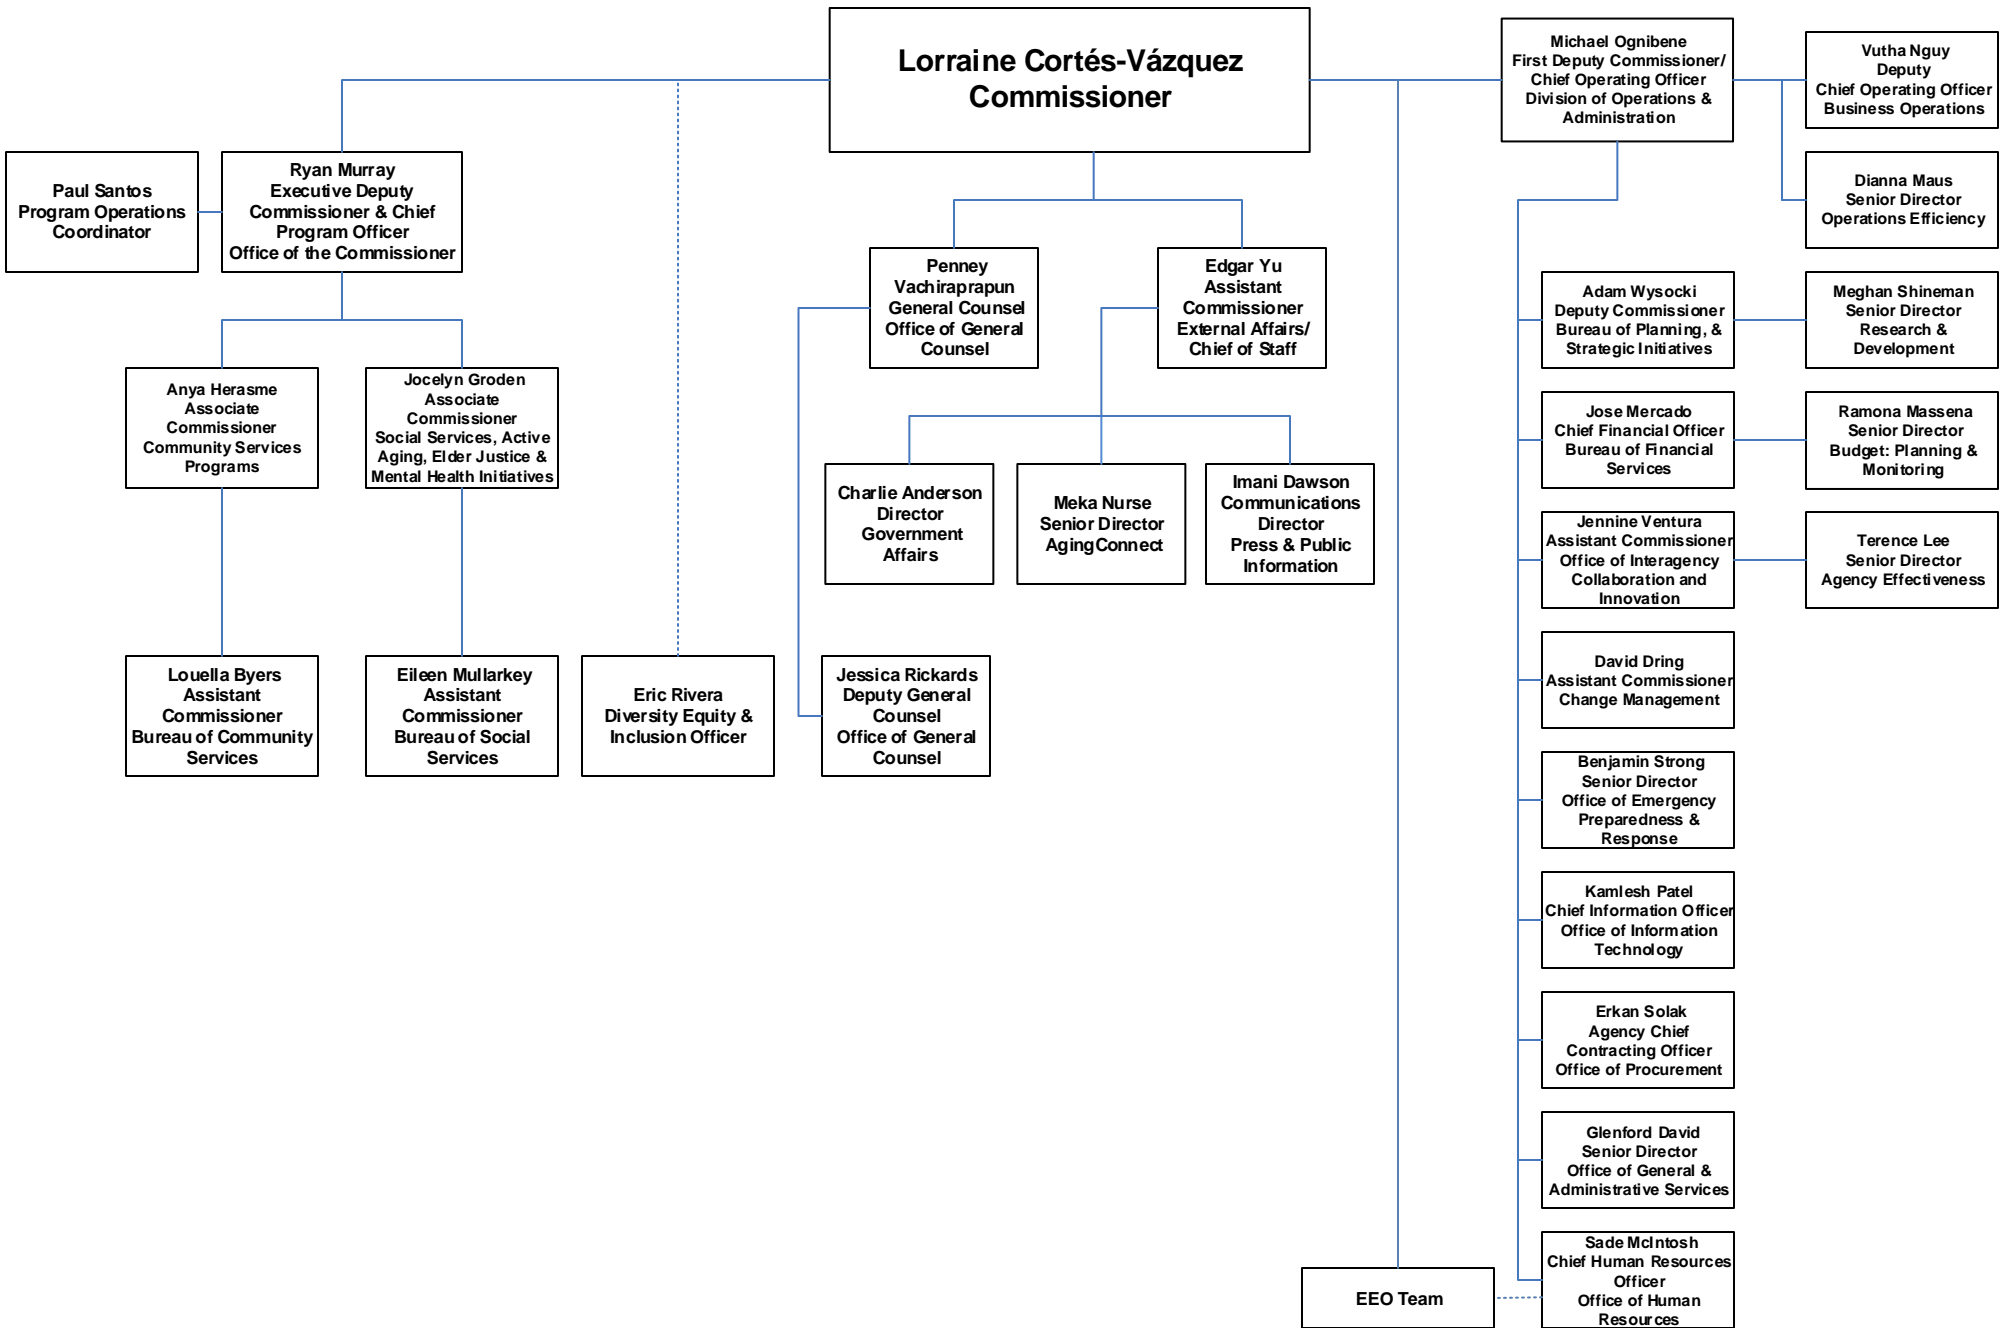 Lorraine Cortés-Vázquez
Commissioner
Michael Ognibene
First Deputy Commissioner/
Chief Operating Officer
Division of Operations &
Administration
Vutha Nguy
Deputy
Chief Operating Officer
Business Operations
Dianna Maus
Senior Director
Operations Efficiency
Paul Santos
Program Operations
Coordinator
Ryan Murray
Executive Deputy
Commissioner & Chief
Program Officer
Office of the Commissioner
Penney
Vachiraprapun
General Counsel
Office of General
Counsel
Edgar Yu
Assistant
Commissioner
External Affairs/
Chief of Staff
Adam Wysocki
Deputy Commissioner
Bureau of Planning, &
Strategic Initiatives
Meghan Shineman
Senior Director
Research &
Development
Anya Herasme
Associate
Commissioner
Community Services
Programs
Jocelyn Groden
Associate
Commissioner
Social Services, Active
Aging, Elder Justice &
Mental Health Initiatives
Jose Mercado
Chief Financial Officer
Bureau of Financial
Services
Ramona Massena
Senior Director
Budget: Planning &
Monitoring
Charlie Anderson
Director
Government
Affairs
Meka Nurse
Senior Director
AgingConnect
Imani Dawson
Communications
Director
Press & Public
Information
Jennine Ventura
Assistant Commissioner
Office of Interagency
Collaboration and
Innovation
Terence Lee
Senior Director
Agency Effectiveness
Louella Byers
Assistant
Commissioner
Bureau of Community
Services
Eileen Mullarkey
Assistant
Commissioner
Bureau of Social
Services
Eric Rivera
Diversity Equity &
Inclusion Officer
Jessica Rickards
Deputy General
Counsel
Office of General
Counsel
David Dring
Assistant Commissioner
Change Management
Benjamin Strong
Senior Director
Office of Emergency
Preparedness &
Response
Kamlesh Patel
Chief Information Officer
Office of Information
Technology
Erkan Solak
Agency Chief
Contracting Officer
Office of Procurement
Glenford David
Senior Director
Office of General &
Administrative Services
Sade McIntosh
Chief Human Resources
Officer
Office of Human
Resources
EEO Team